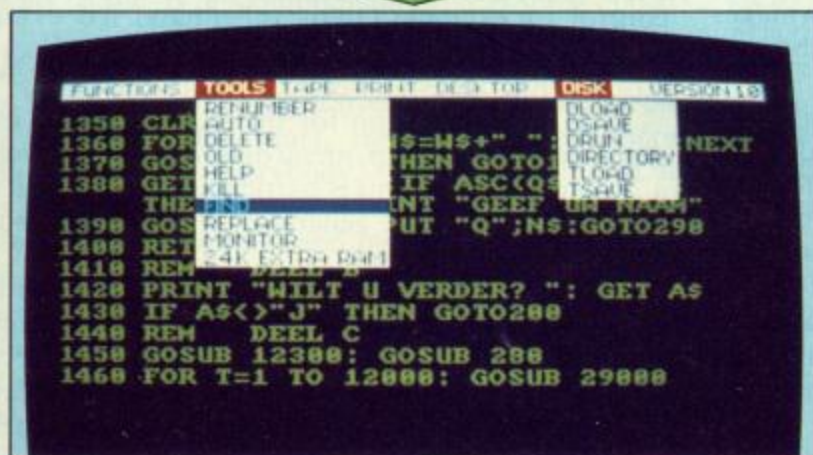 FUNCTIONS TOOLS TAPE PRINT DESKTOP DISK VERSION 1.0
RENUMBER
AUTO
DELETE
OLD
HELP
KILL
FIND
REPLACE
MONITOR
24K EXTRA RAM
DLOAD
DSAVE
DRUN
DIRECTORY
TLOAD
TSAVE
1350 CLR
1360 FOR W$=W$+" ": NEXT
1370 GOS THEN GOTO1
1380 GET IF ASC(Q$
THE INT "GEEF UW NAAM"
1390 GOS PUT "Q";N$:GOTO290
1400 RET
1410 REM DEEL B
1420 PRINT "WILT U VERDER? ": GET A$
1430 IF A$<>"J" THEN GOTO200
1440 REM DEEL C
1450 GOSUB 12300: GOSUB 200
1460 FOR T=1 TO 12000: GOSUB 29000